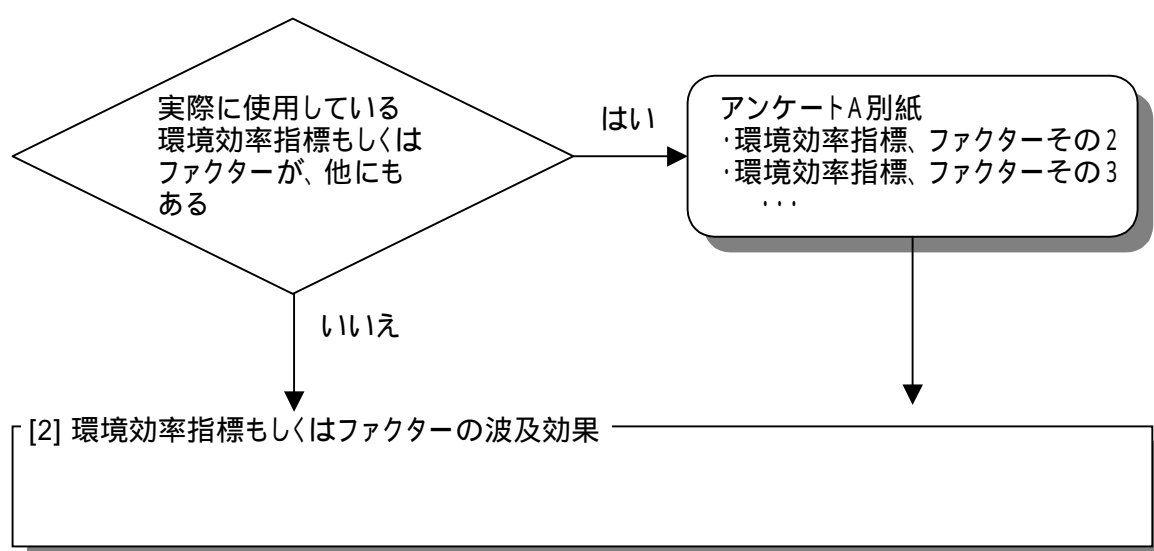 実際に使用している
環境効率指標もしくは
ファクターが、他にも
ある
はい
アンケートA別紙
・環境効率指標、ファクターその2
・環境効率指標、ファクターその3
・・・
いいえ
[2] 環境効率指標もしくはファクターの波及効果